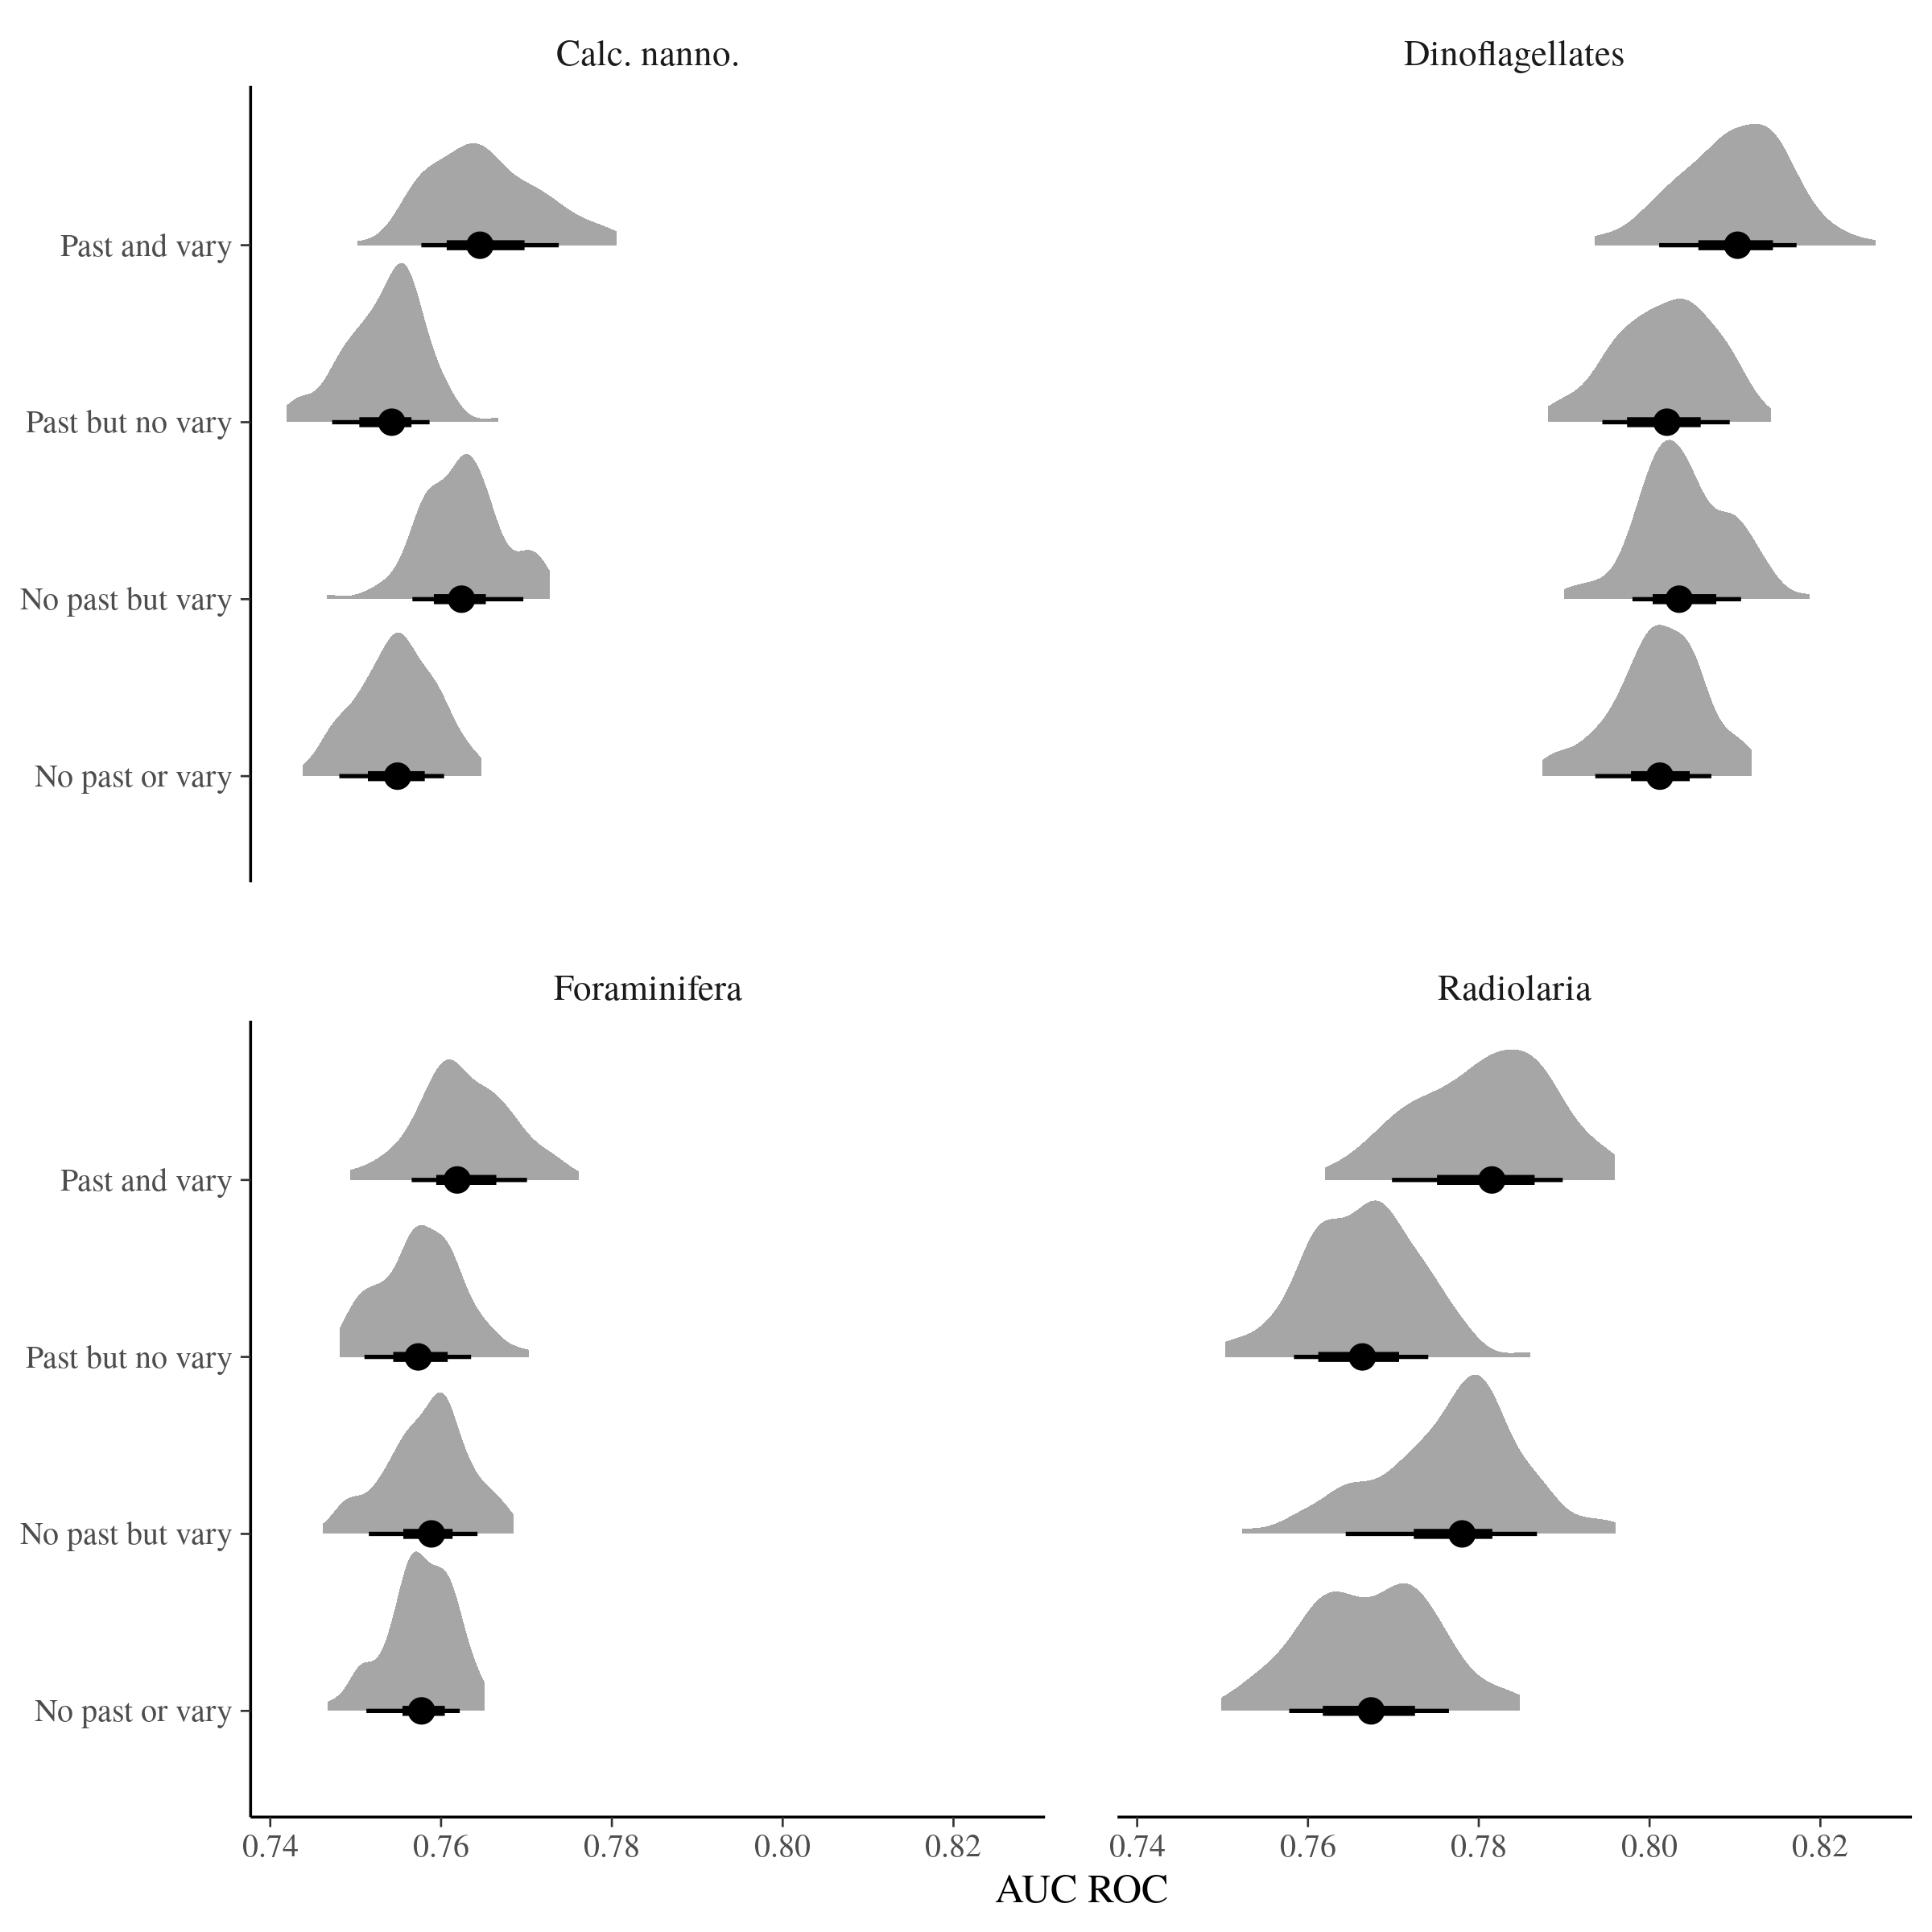 Calc. nanno.
Dinoflagellates
Past and vary
Past but no vary
No past but vary
No past or vary
Foraminifera
Radiolaria
Past and vary
Past but no vary
No past but vary
No past or vary
0.74 0.76 0.78 0.80 0.82
0.74 0.76 0.78 0.80 0.82
AUC ROC